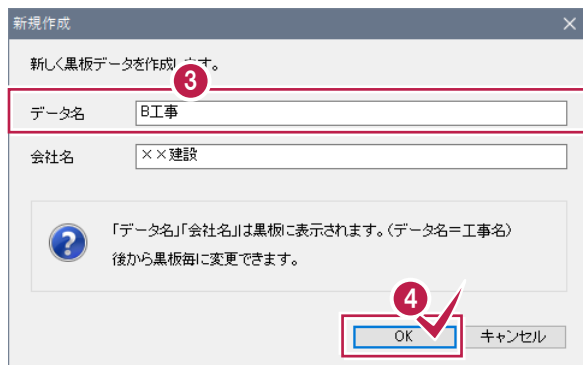 新規作成
新しく黒板データを作成します。
3
データ名 B工事
会社名 ××建設
「データ名」「会社名」は黒板に表示されます。(データ名=工事名)
後から黒板毎に変更できます。
4
OK キャンセル